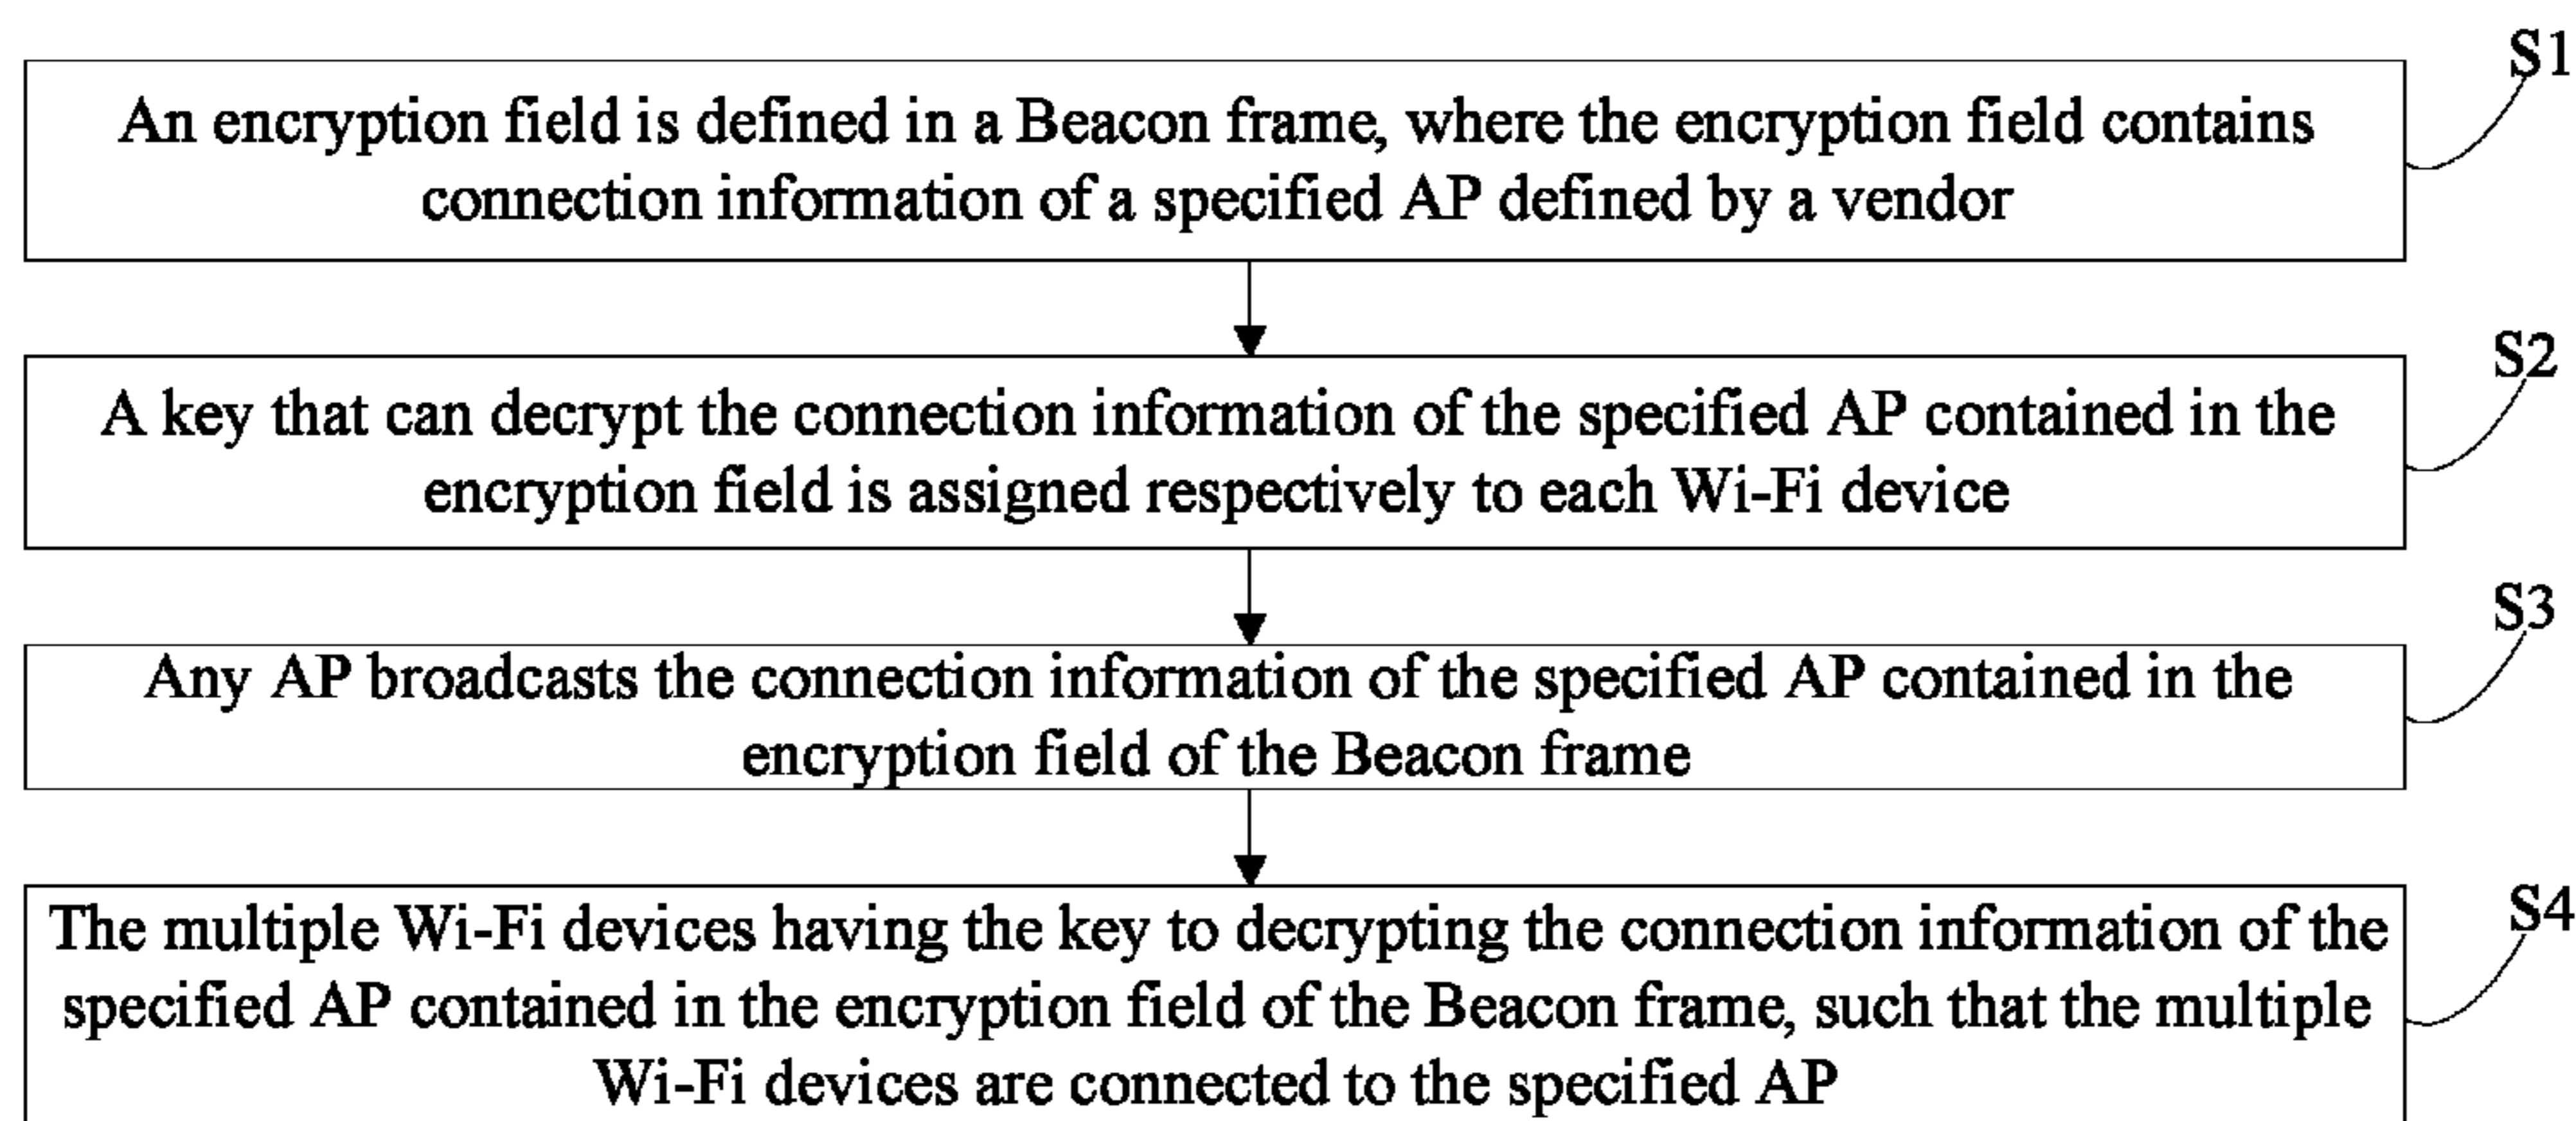 S1
An encryption field is defined in a Beacon frame, where the encryption field contains
connection information of a specified AP defined by a vendor
S2
A key that can decrypt the connection information of the specified AP contained in the
encryption field is assigned respectively to each Wi-Fi device
S3
Any AP broadcasts the connection information of the specified AP contained in the
encryption field of the Beacon frame
S4
The multiple Wi-Fi devices having the key to decrypting the connection information of the
specified AP contained in the encryption field of the Beacon frame, such that the multiple
Wi-Fi devices are connected to the specified AP